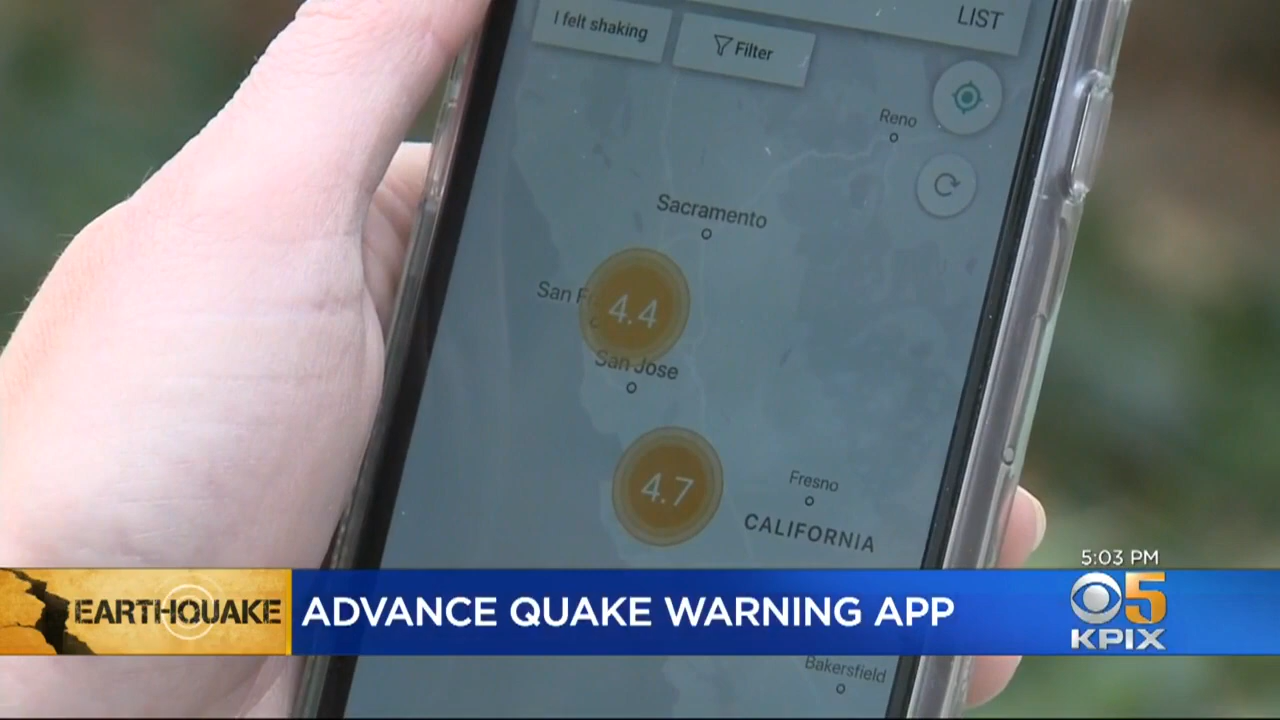 LIST
I felt shaking
Filter
Reno
Sacramento
San F
4.4
San Jose
4.7
Fresno
CALIFORNIA
5:03 PM
EARTHQUAKE
ADVANCE QUAKE WARNING APP
5
KPIX
Bakersfield